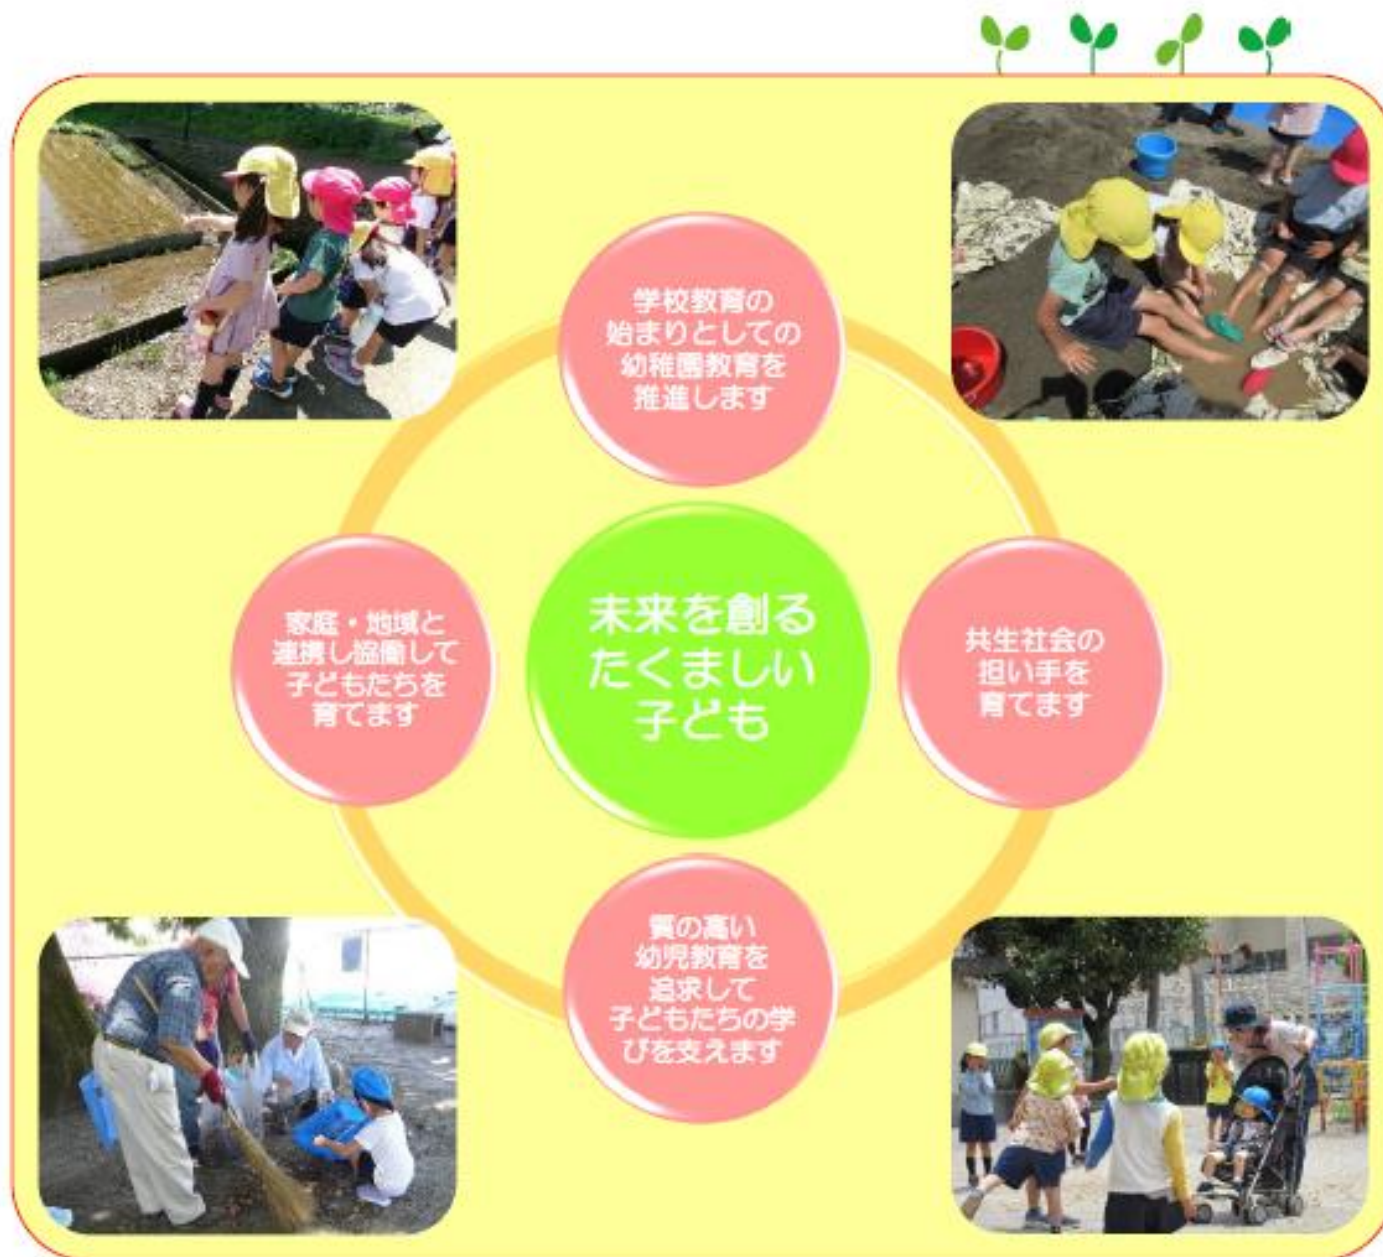 学校教育の
始まりとしての
幼稚園教育を
推進します
家庭・地域と
連携し協働して
子どもたちを
育てます
未来を創る
たくましい
子ども
共生社会の
担い手を
育てます
質の高い
幼児教育を
追求して
子どもたちの学
びを支えます